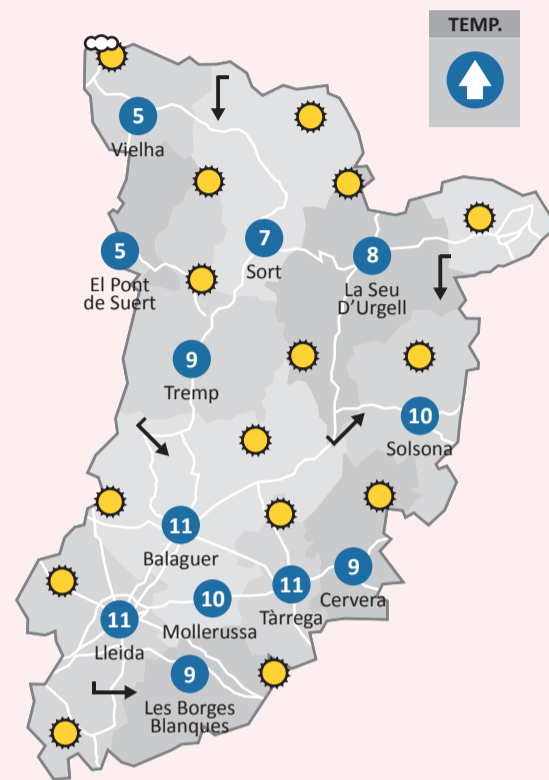 TEMP.
5
Vielha
5
El Pont
de Suert
7
Sort
8
La Seu
D’Urgell
9
Tremp
10
Solsona
11
Balaguer
9
Cervera
11
Tàrrega
10
Mollerussa
11
Lleida
9
Les Borges
Blanques